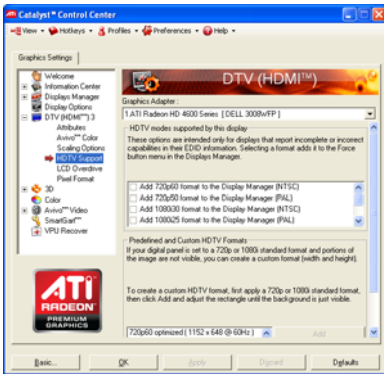 Catalyst™ Control Center
View Hotkeys Profiles Preferences Help
Graphics Settings
Welcome
Information Center
Displays Manager
Display Options
DTV (HDMI™) 3
Attributes
Avivo™ Color
Scaling Options
HDTV Support
LCD Overdrive
Pixel Format
3D
Color
Avivo™ Video
SmartGart™
VPU Recover
ATI
RADEON
PREMIUM
GRAPHICS
DTV (HDMI™)
Graphics Adapter:
1.ATI Radeon HD 4600 Series [ DELL 3008WFP ]
HDTV modes supported by this display
These options are intended only for displays that report incomplete or incorrect
capabilities in their EDID information. Selecting a format adds it to the Force
button menu in the Displays Manager.
Add 720p60 format to the Display Manager (NTSC)
Add 720p50 format to the Display Manager (PAL)
Add 1080i30 format to the Display Manager (NTSC)
Add 1080i25 format to the Display Manager (PAL)
Predefined and Custom HDTV Formats
If your digital panel is set to a 720p or 1080i standard format and portions of
the image are not visible, you can create a custom format (width and height).
To create a custom HDTV format, first apply a 720p or 1080i standard format,
then click Add and adjust the rectangle until the background is just visible.
720p60 optimized ( 1152 x 648 @ 60Hz )
Add
Basic...
OK
Apply
Discard
Defaults